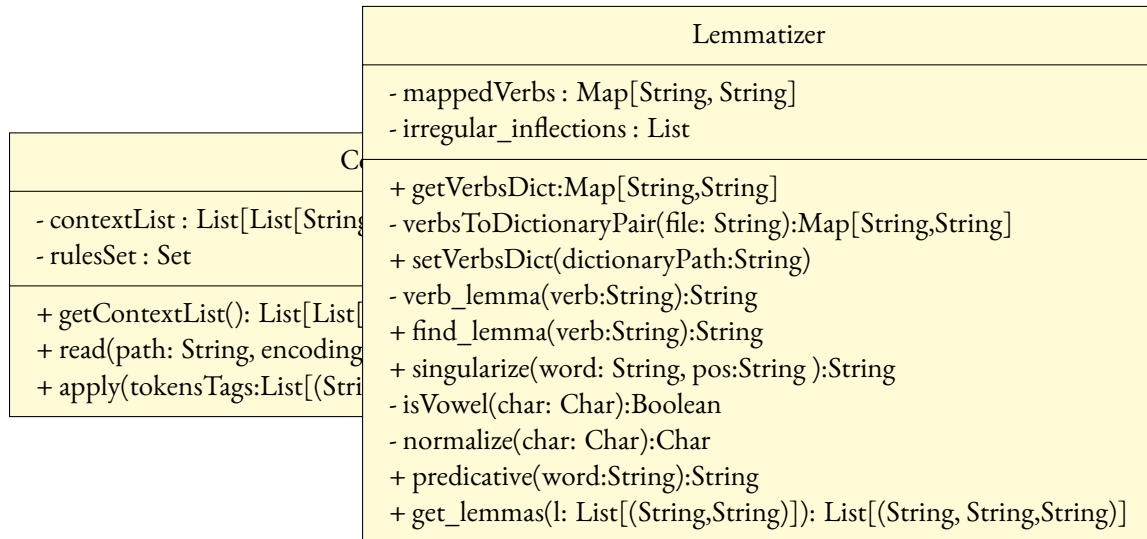 Lemmatizer
- mappedVerbs : Map[String, String]
- irregular_inflections : List
+ getVerbsDict:Map[String,String]
- verbsToDictionaryPair(file: String):Map[String,String]
+ setVerbsDict(dictionaryPath:String)
- verb_lemma(verb:String):String
+ find_lemma(verb:String):String
+ singularize(word: String, pos:String ):String
- isVowel(char: Char):Boolean
- normalize(char: Char):Char
+ predicative(word:String):String
+ get_lemmas(l: List[(String,String)]): List[(String, String,String)]
- contextList : List[List[String
- rulesSet : Set
+ getContextList(): List[List[
+ read(path: String, encoding
+ apply(tokensTags:List[(Stri